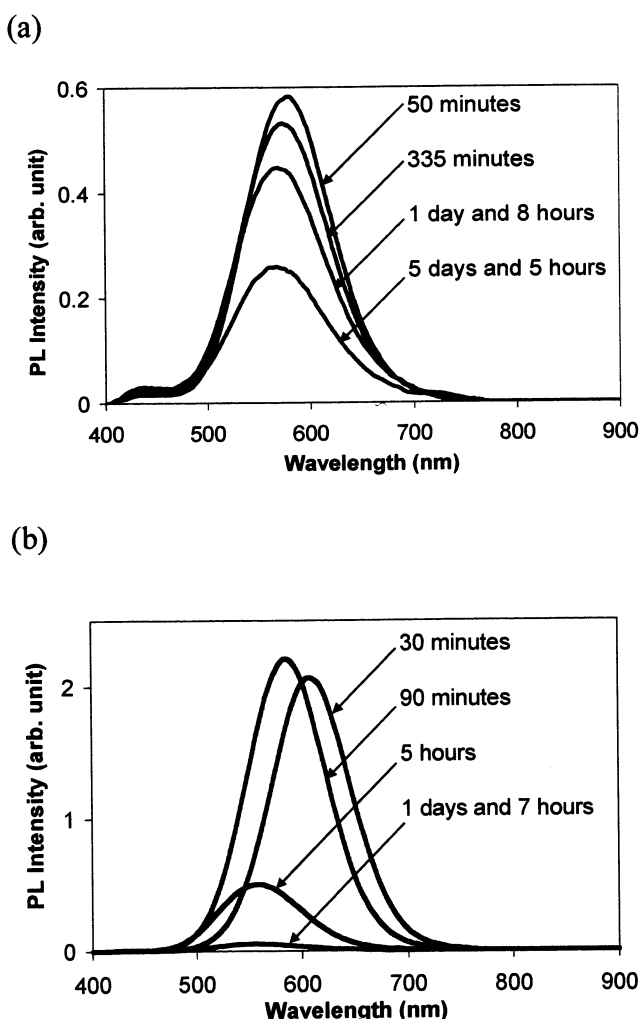 (a)
PL Intensity (arb. unit)
0.6
0.4
0.2
0
50 minutes
335 minutes
1 day and 8 hours
5 days and 5 hours
400 500 600 700 800 900
Wavelength (nm)
(b)
PL Intensity (arb. unit)
2
1
0
30 minutes
90 minutes
5 hours
1 days and 7 hours
400 500 600 700 800 900
Wavelength (nm)